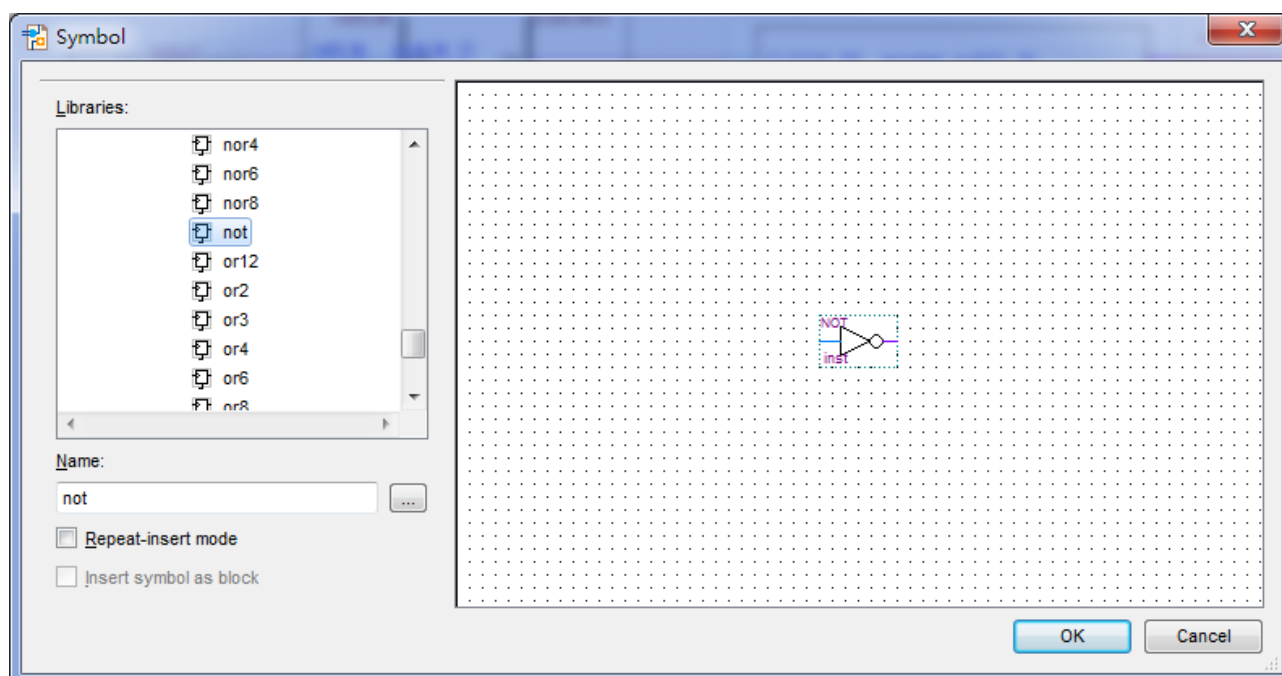 Symbol
Libraries:
nor4
nor6
nor8
not
or12
or2
or3
or4
or6
or8
Name:
not
...
Repeat-insert mode
Insert symbol as block
NOT
inst
OK
Cancel